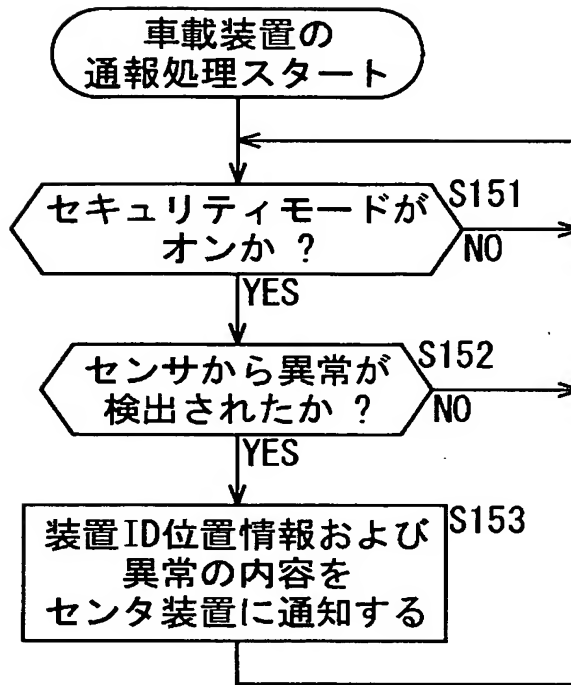 車載装置の
通報処理スタート
セキュリティモードが
オンか ?
S151
NO
YES
センサから異常が
検出されたか ?
S152
NO
YES
装置ID位置情報および
異常の内容を
センタ装置に通知する
S153